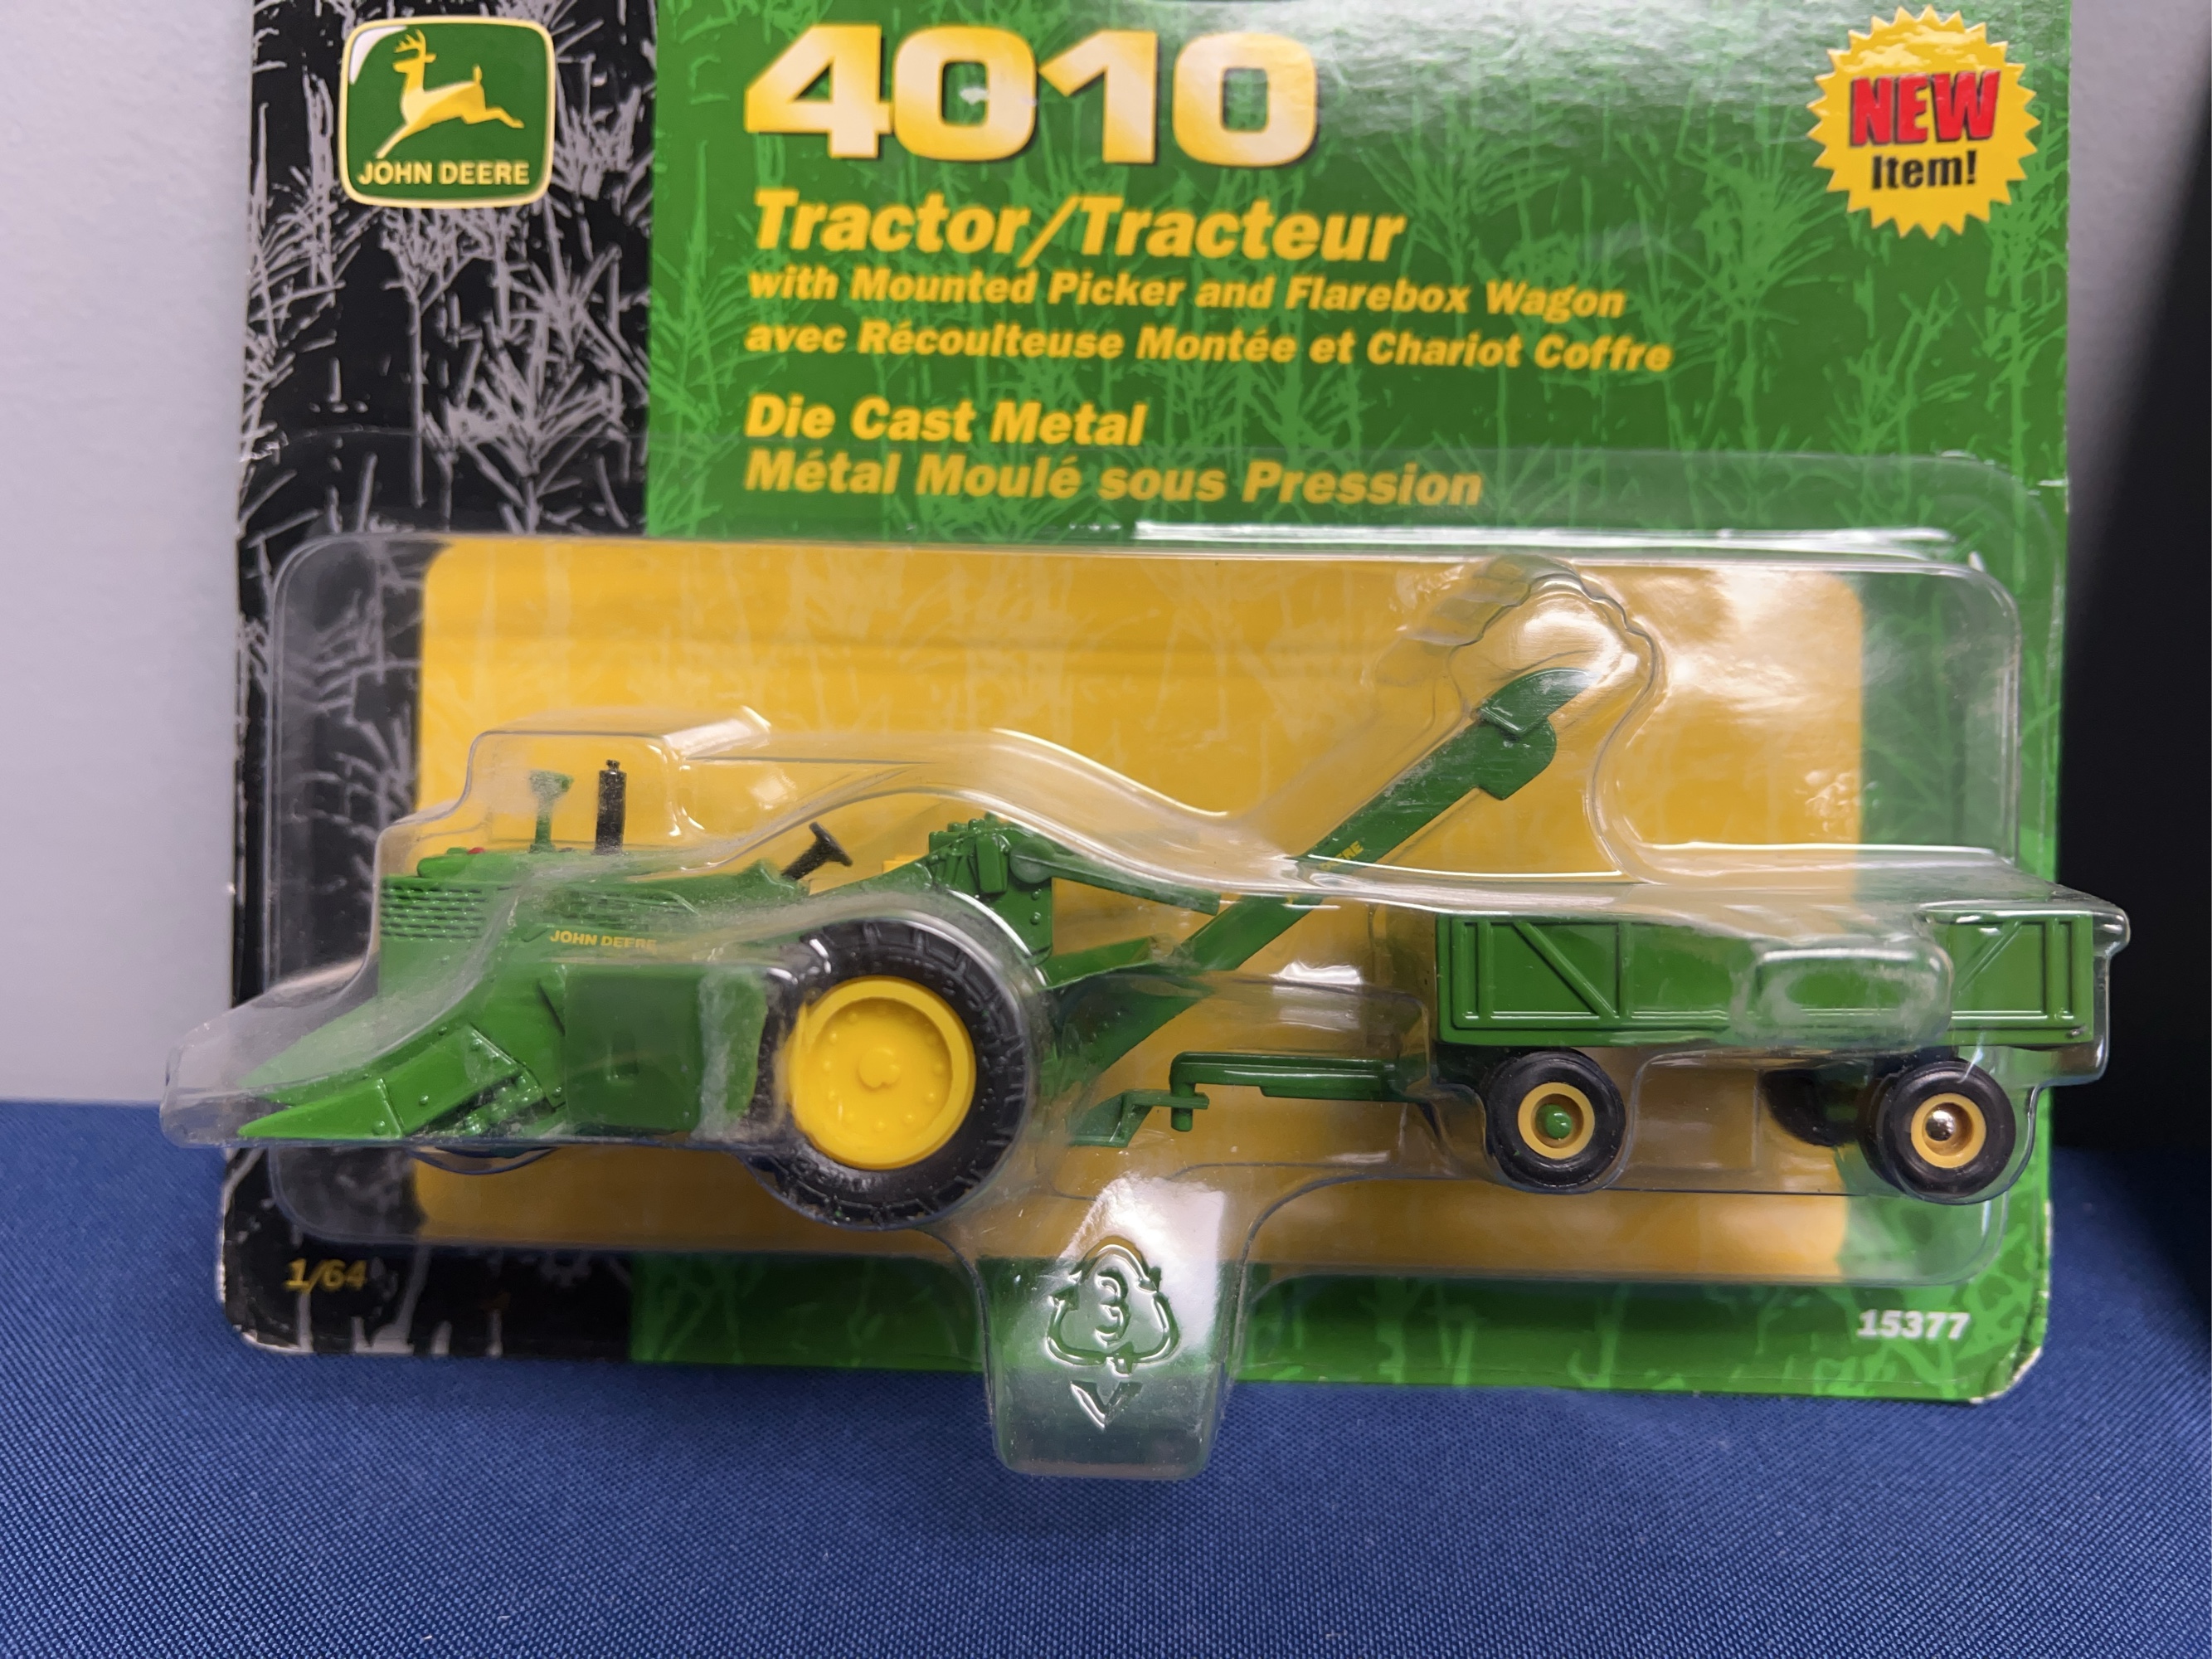 JOHN DEERE
4010
NEW
Item!
Tractor/Tracteur
with Mounted Picker and Flarebox Wagon
avec Récoulteuse Montée et Chariot Coffre
Die Cast Metal
Métal Moulé sous Pression
JOHN DEERE
1/64
3
V
15377